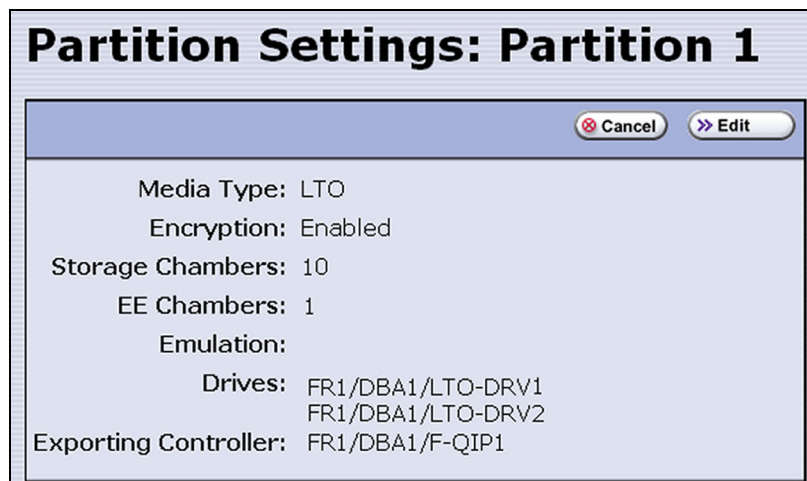 Partition Settings: Partition 1
Cancel Edit
Media Type: LTO
Encryption: Enabled
Storage Chambers: 10
EE Chambers: 1
Emulation:
Drives: FR1/DBA1/LTO-DRV1
FR1/DBA1/LTO-DRV2
Exporting Controller: FR1/DBA1/F-QIP1